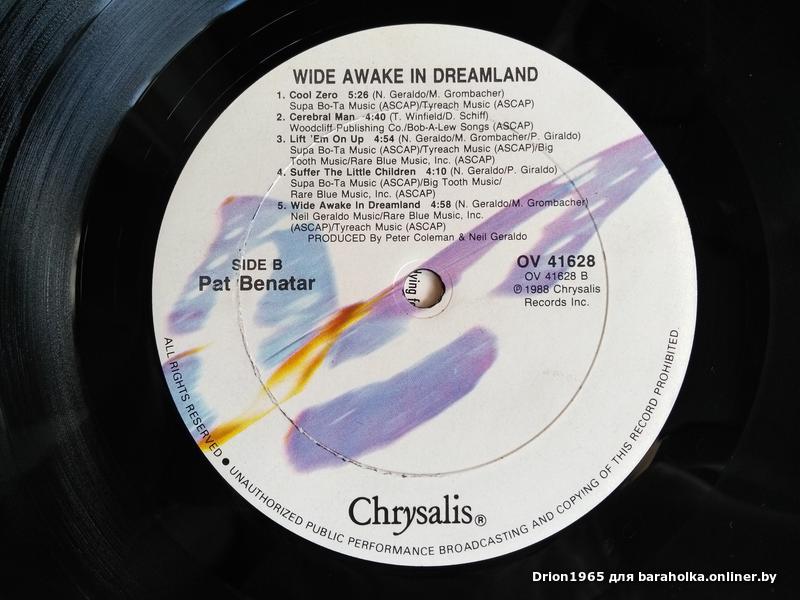 WIDE AWAKE IN DREAMLAND
1. Cool Zero 5:26 (N. Geraldo/M. Grombacher)
Supa Bo-Ta Music (ASCAP)/Tyreach Music (ASCAP)
2. Cerebral Man 4:40 (T. Winfield/D. Schiff)
Woodcliff Publishing Co./Bob-A-Lew Songs (ASCAP)
3. Lift 'Em On Up 4:54 (N. Geraldo/M. Grombacher/P. Giraldo)
Supa Bo-Ta Music (ASCAP)/Tyreach Music (ASCAP)/Big
Tooth Music/Rare Blue Music, Inc. (ASCAP)
4. Suffer The Little Children 4:10 (N. Geraldo/P. Giraldo)
Supa Bo-Ta Music (ASCAP)/Big Tooth Music/
Rare Blue Music, Inc. (ASCAP)
5. Wide Awake In Dreamland 4:58 (N. Geraldo/M. Grombacher)
Neil Geraldo Music/Rare Blue Music, Inc.
(ASCAP)/Tyreach Music (ASCAP)
PRODUCED By Peter Coleman & Neil Geraldo
SIDE B
Pat Benatar
OV 41628
OV 41628 B
℗ 1988 Chrysalis
Records Inc.
ALL RIGHTS RESERVED ● UNAUTHORIZED PUBLIC PERFORMANCE BROADCASTING AND COPYING OF THIS RECORD PROHIBITED.
Chrysalis®
Drion1965 для baraholka.onliner.by